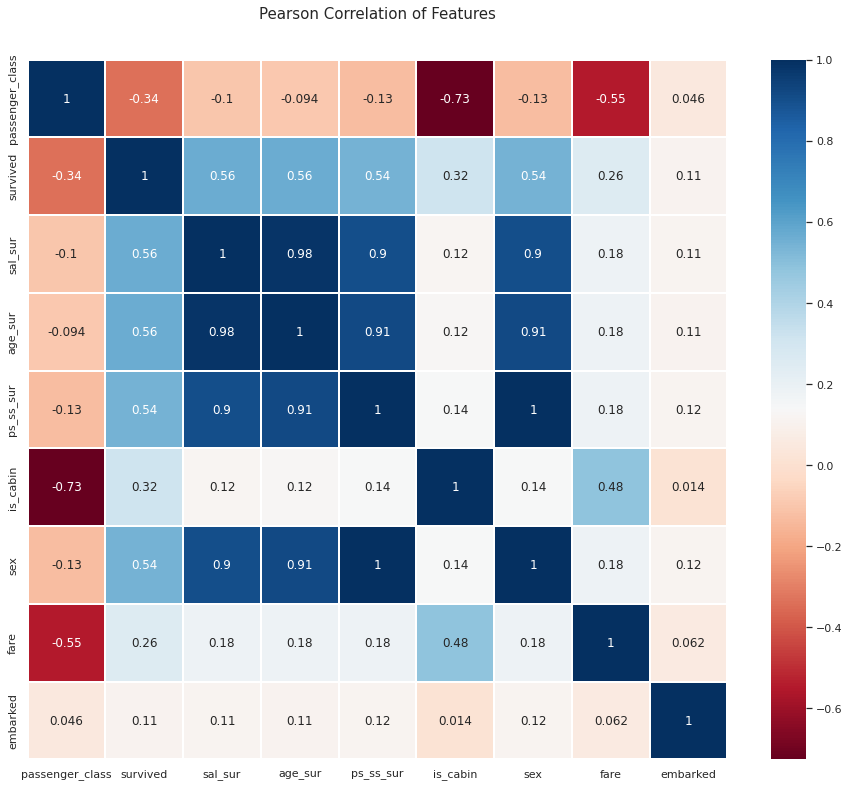 Pearson Correlation of Features
passenger_class 1 -0.34 -0.1 -0.094 -0.13 -0.73 -0.13 -0.55 0.046
survived -0.34 1 0.56 0.56 0.54 0.32 0.54 0.26 0.11
sal_sur -0.1 0.56 1 0.98 0.9 0.12 0.9 0.18 0.11
age_sur -0.094 0.56 0.98 1 0.91 0.12 0.91 0.18 0.11
ps_ss_sur -0.13 0.54 0.9 0.91 1 0.14 1 0.18 0.12
is_cabin -0.73 0.32 0.12 0.12 0.14 1 0.14 0.48 0.014
sex -0.13 0.54 0.9 0.91 1 0.14 1 0.18 0.12
fare -0.55 0.26 0.18 0.18 0.18 0.48 0.18 1 0.062
embarked 0.046 0.11 0.11 0.11 0.12 0.014 0.12 0.062 1
passenger_class survived sal_sur age_sur ps_ss_sur is_cabin sex fare embarked
1.0
0.8
0.6
0.4
0.2
0.0
−0.2
−0.4
−0.6